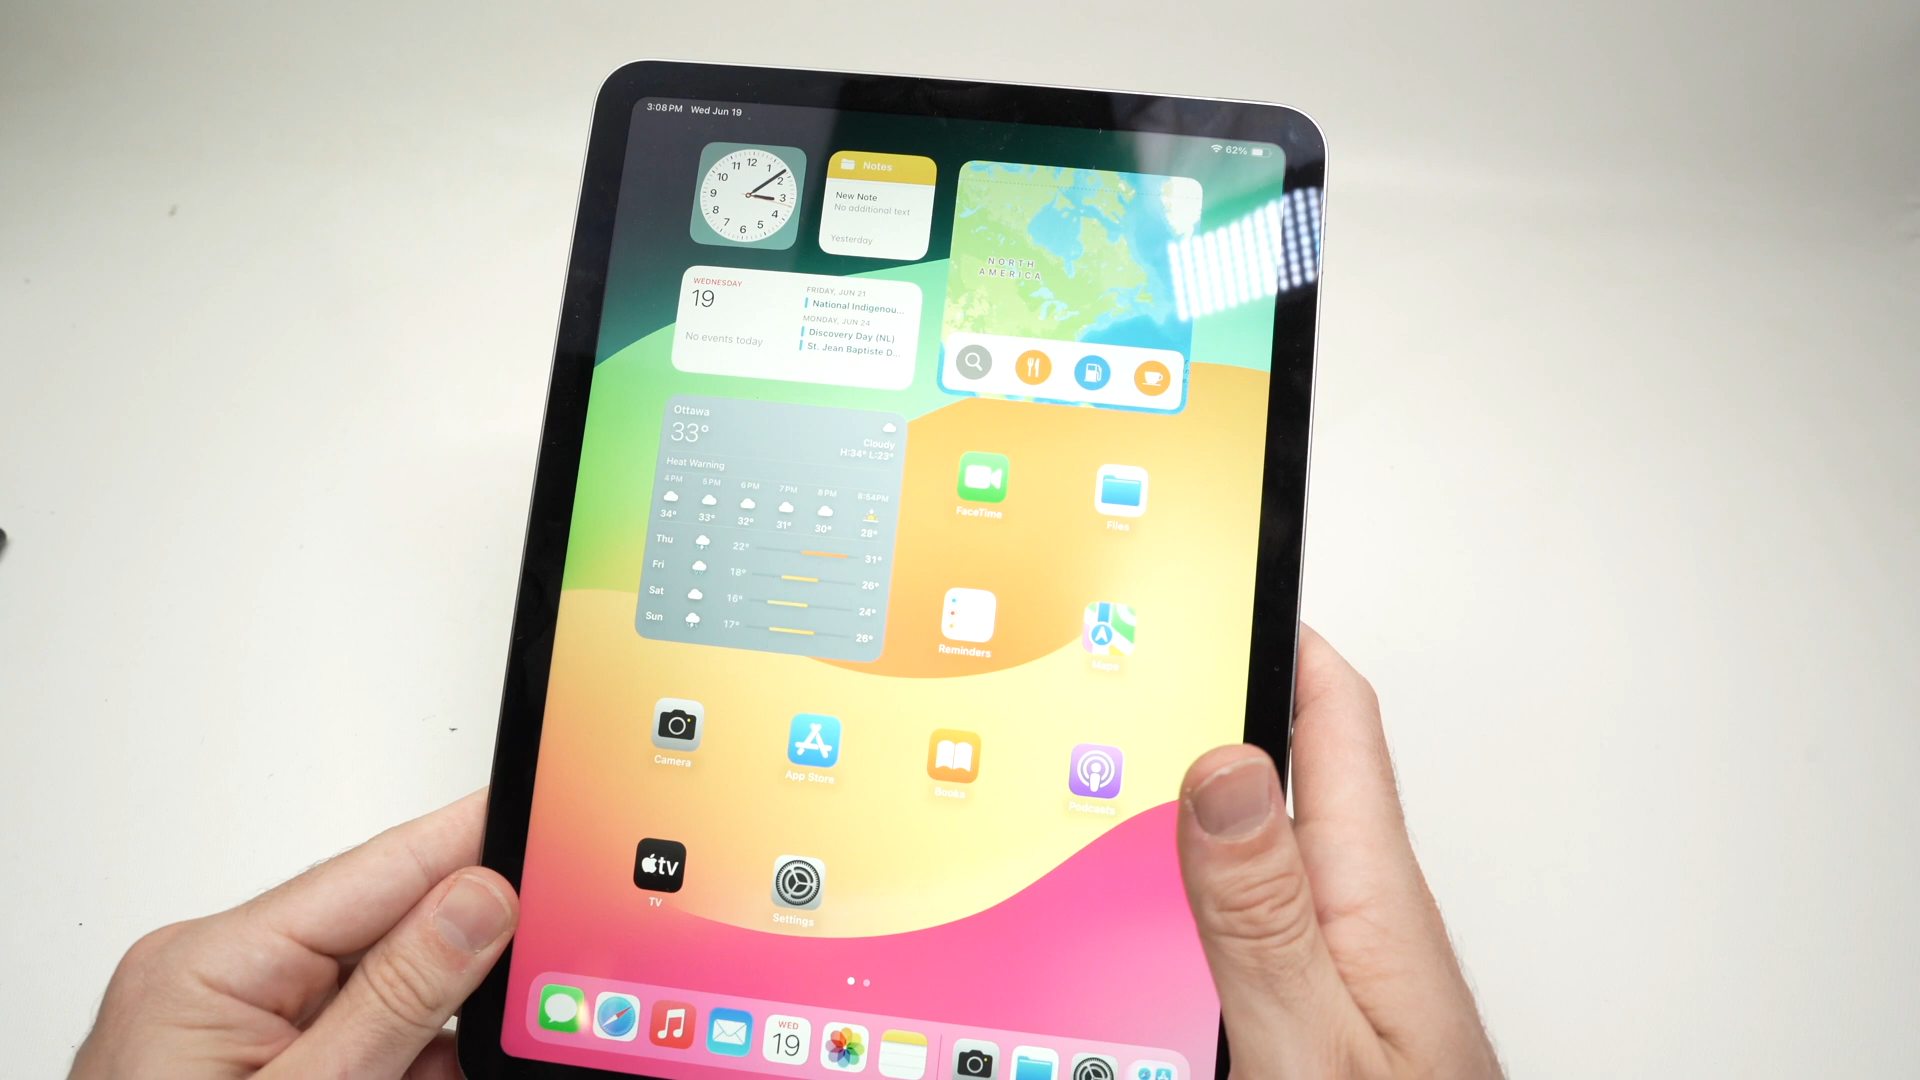 3:08 PM Wed Jun 19
62%
12
1
2
3
4
5
6
7
8
9
10
11
Notes
New Note
No additional text
Yesterday
NORTH
AMERICA
WEDNESDAY
19
No events today
FRIDAY, JUN 21
National Indigenou...
MONDAY, JUN 24
Discovery Day (NL)
St. Jean Baptiste D...
Ottawa
33°
Cloudy
H:34° L:23°
Heat Warning
4PM 5PM 6PM 7PM 8PM 8:54PM
34° 33° 32° 31° 30° 28°
Thu 22° 31°
Fri 18° 26°
Sat 16° 24°
Sun 17° 26°
FaceTime
Files
Reminders
Maps
Camera
App Store
Books
Podcasts
tv
TV
Settings
WED
19